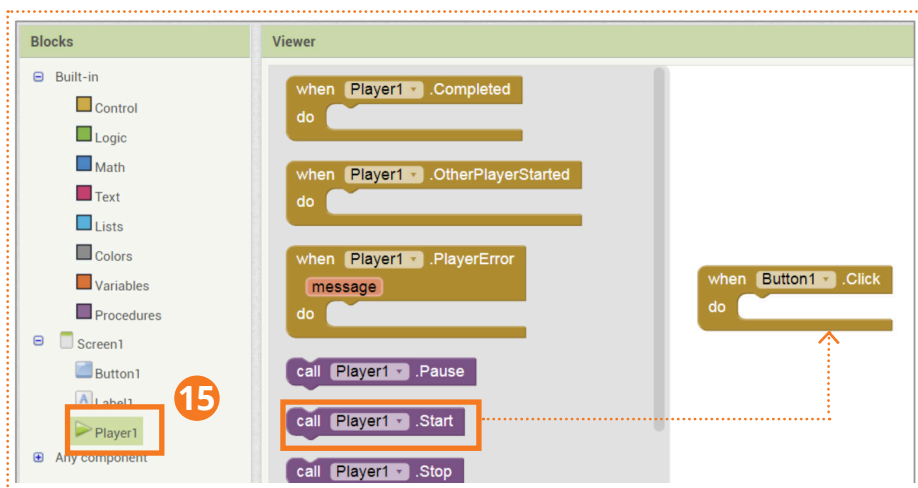 Blocks
Viewer
Built-in
Control
Logic
Math
Text
Lists
Colors
Variables
Procedures
Screen1
Button1
Label1
Player1
Any component
15
when Player1 .Completed
do
when Player1 .OtherPlayerStarted
do
when Player1 .PlayerError
message
do
call Player1 .Pause
call Player1 .Start
call Player1 .Stop
when Button1 .Click
do